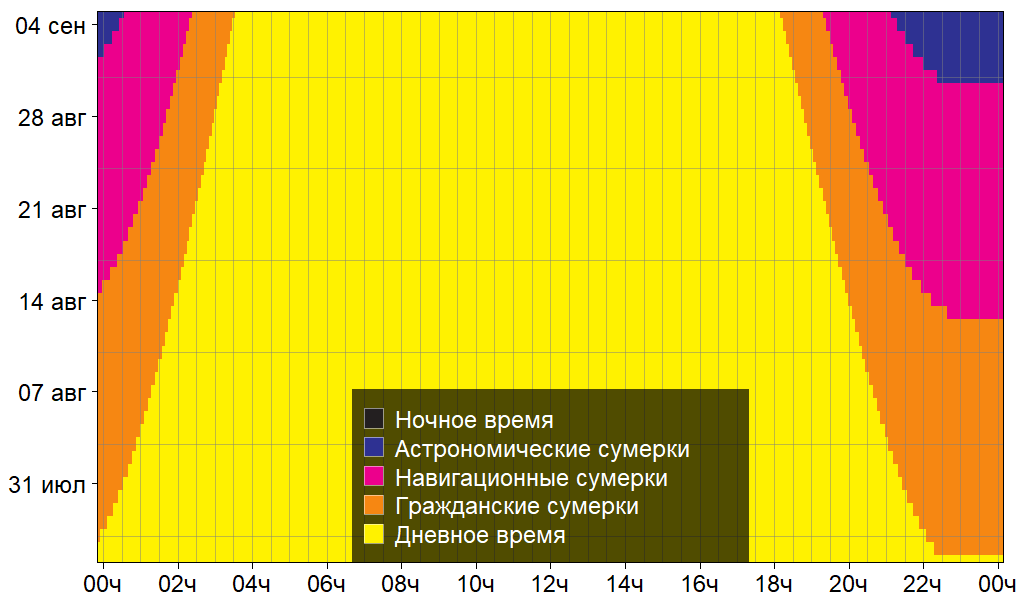 04 сен
28 авг
21 авг
14 авг
07 авг
31 июл
Ночное время
Астрономические сумерки
Навигационные сумерки
Гражданские сумерки
Дневное время
00ч 02ч 04ч 06ч 08ч 10ч 12ч 14ч 16ч 18ч 20ч 22ч 00ч